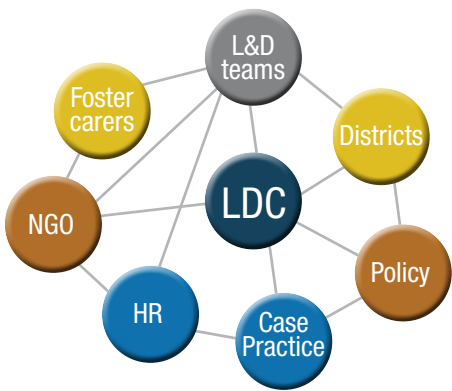 L&D
teams
Foster
carers
Districts
LDC
NGO
Policy
HR
Case
Practice